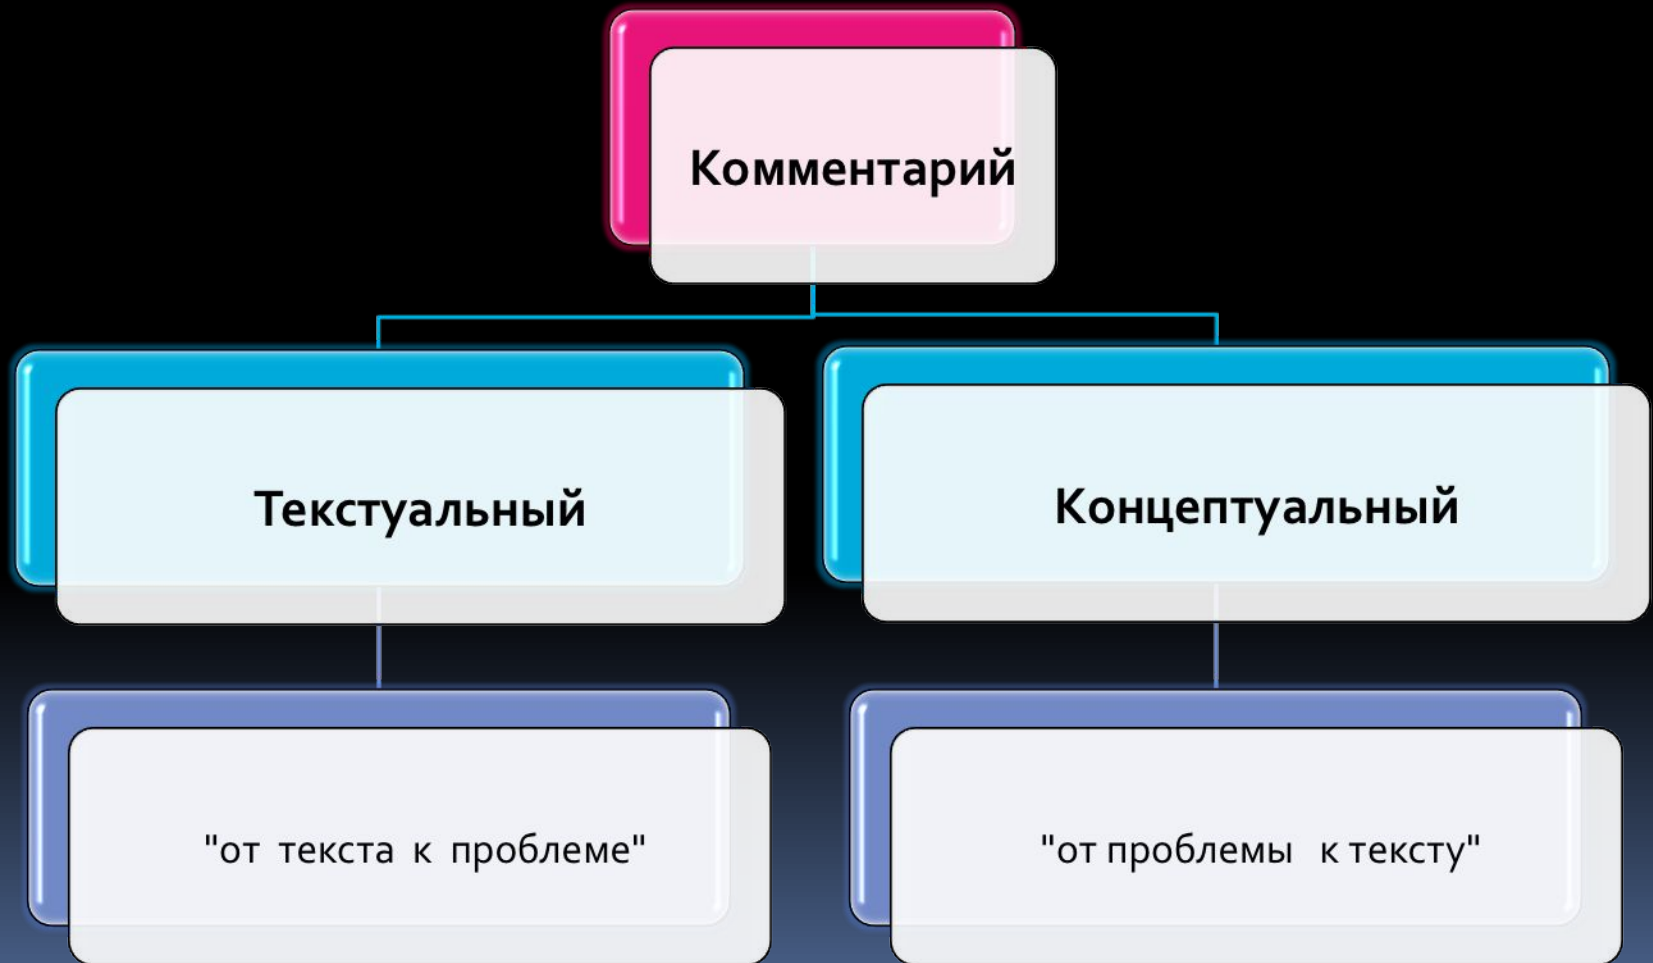 Комментарий
Текстуальный
Концептуальный
"от текста к проблеме"
"от проблемы к тексту"